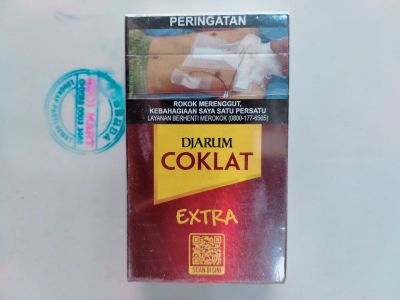 PERINGATAN
ROKOK MERENGGUT,
KEBAHAGIAAN SAYA SATU PERSATU
LAYANAN BERHENTI MEROKOK (0800-177-6565)
DJARUM
COKLAT
EXTRA
SCAN DI SINI
MART